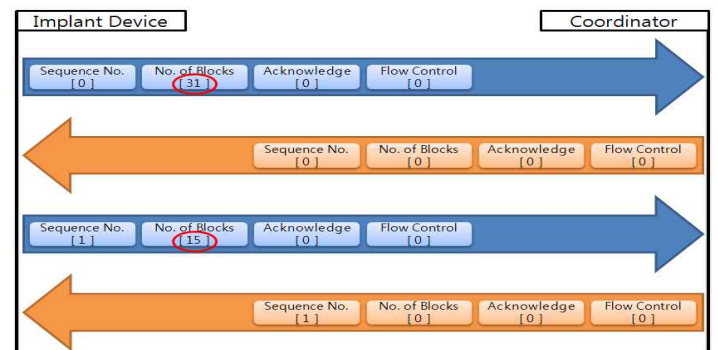 Implant Device
Coordinator
Sequence No. No. of Blocks Acknowledge Flow Control
[ 0 ] [ 31 ] [ 0 ] [ 0 ]
Sequence No. No. of Blocks Acknowledge Flow Control
[ 0 ] [ 0 ] [ 0 ] [ 0 ]
Sequence No. No. of Blocks Acknowledge Flow Control
[ 1 ] [ 15 ] [ 0 ] [ 0 ]
Sequence No. No. of Blocks Acknowledge Flow Control
[ 1 ] [ 0 ] [ 0 ] [ 0 ]